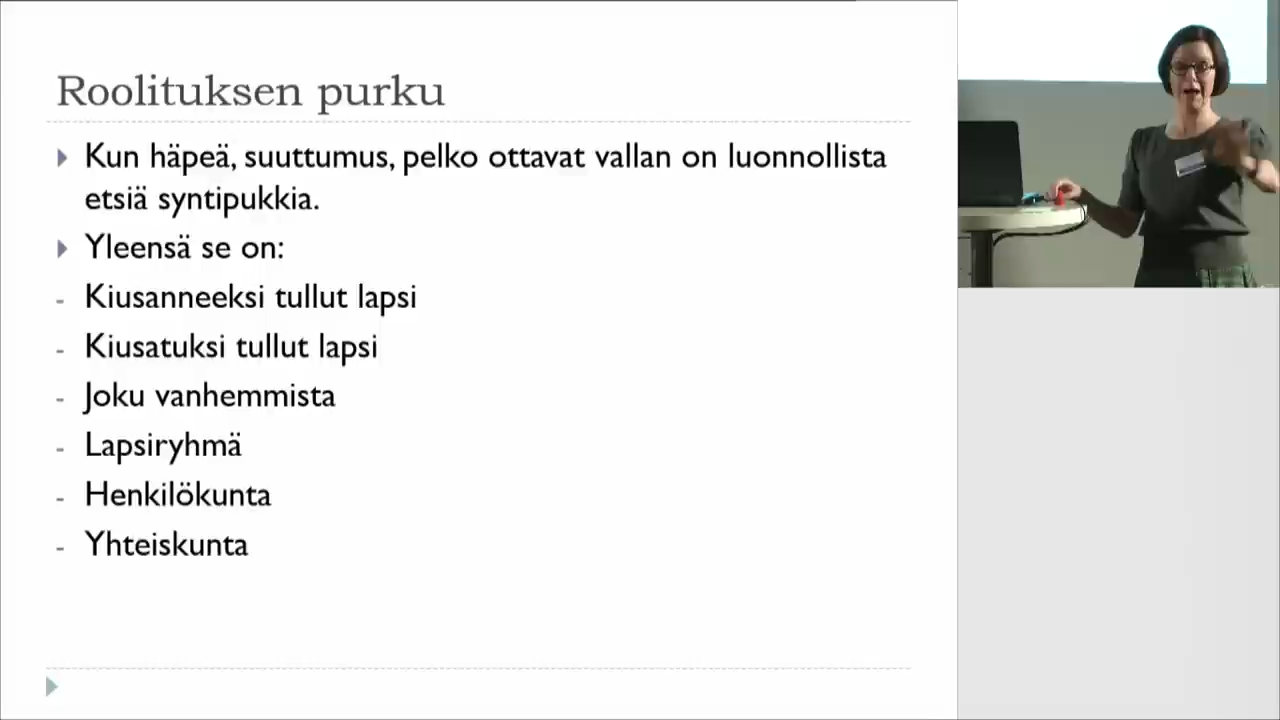 Roolituksen purku
Kun häpeä, suuttumus, pelko ottavat vallan on luonnollista
etsiä syntipukkia.
Yleensä se on:
- Kiusanneeksi tullut lapsi
- Kiusatuksi tullut lapsi
- Joku vanhemmista
- Lapsiryhmä
- Henkilökunta
- Yhteiskunta